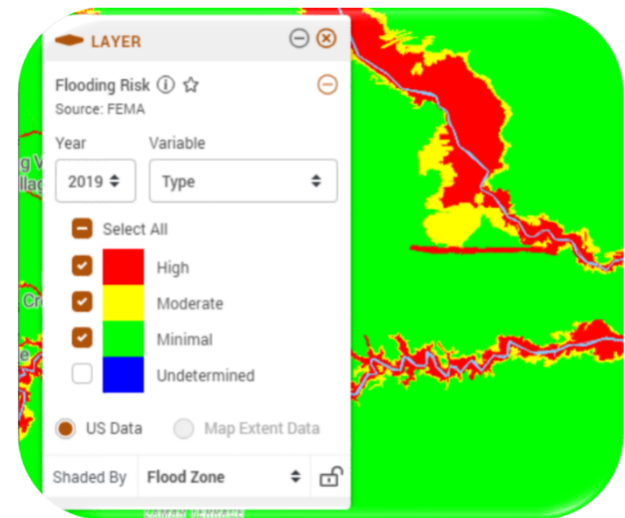 LAYER
Flooding Risk
Source: FEMA
Year Variable
2019 Type
Select All
High
Moderate
Minimal
Undetermined
US Data Map Extent Data
Shaded By Flood Zone